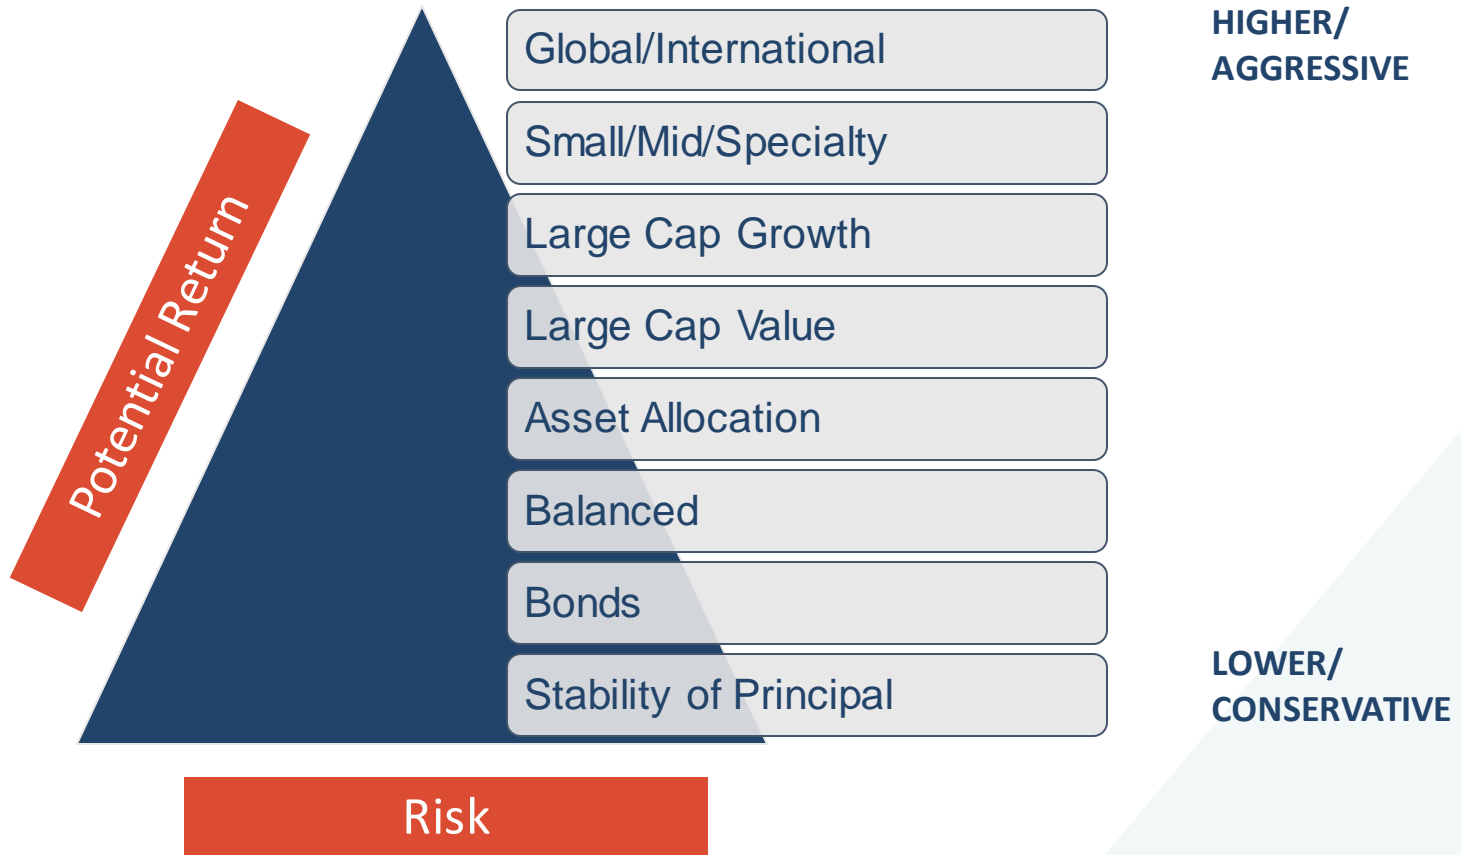 Global/International
Small/Mid/Specialty
Large Cap Growth
Large Cap Value
Asset Allocation
Balanced
Bonds
Stability of Principal
HIGHER/
AGGRESSIVE
LOWER/
CONSERVATIVE
Potential Return
Risk